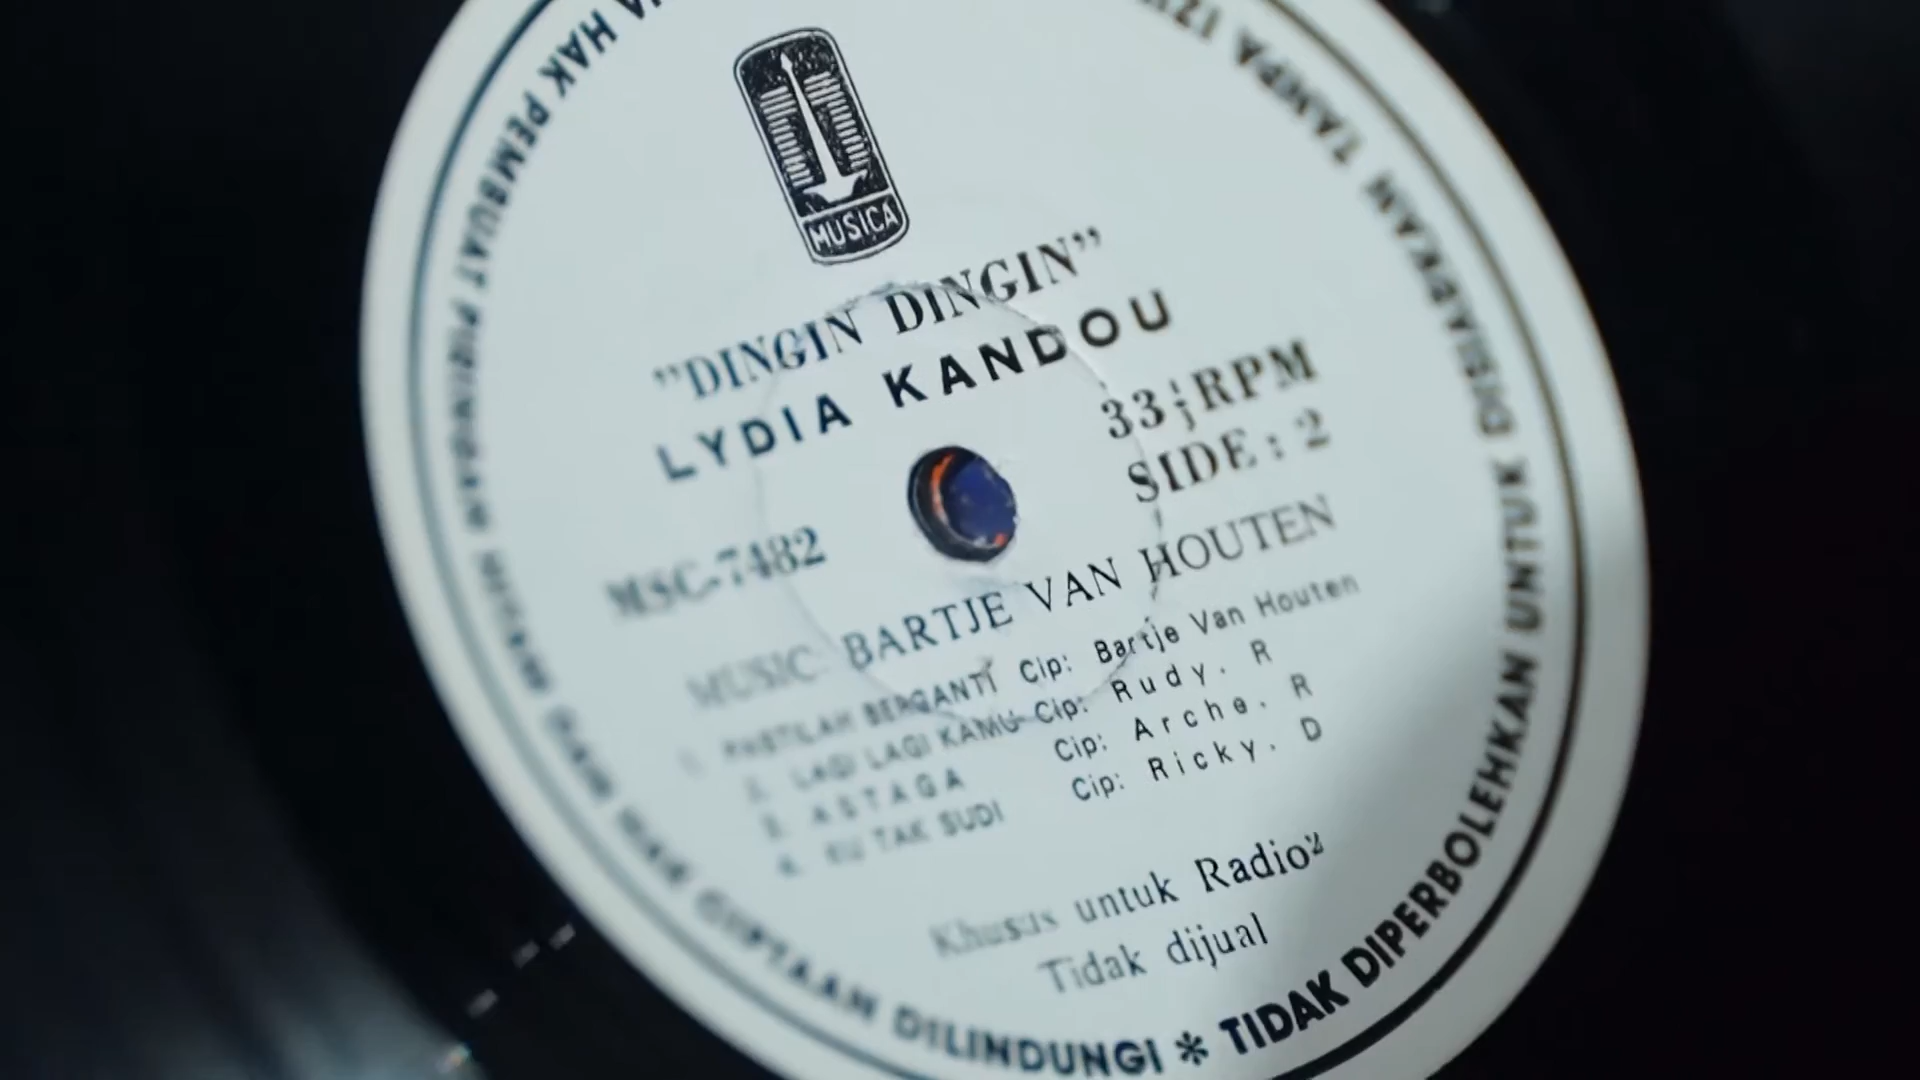 MUSICA
"DINGIN DINGIN"
LYDIA KANDOU
33⅓ RPM
SIDE : 2
MSC-7482
MUSIC BARTJE VAN HOUTEN
1. PASTILAH BERGANTI Cip: Bartje Van Houten
2. LAGI LAGI KAMU Cip: Rudy. R
3. ASTAGA Cip: Arche. R
4. KU TAK SUDI Cip: Ricky. D
Khusus untuk Radio²
Tidak dijual
HAK PEMBUAT PIRINGAN
DAN HAK CIPTAAN DILINDUNGI * TIDAK DIPERBOLEHKAN UNTUK DISIARKAN TANPA